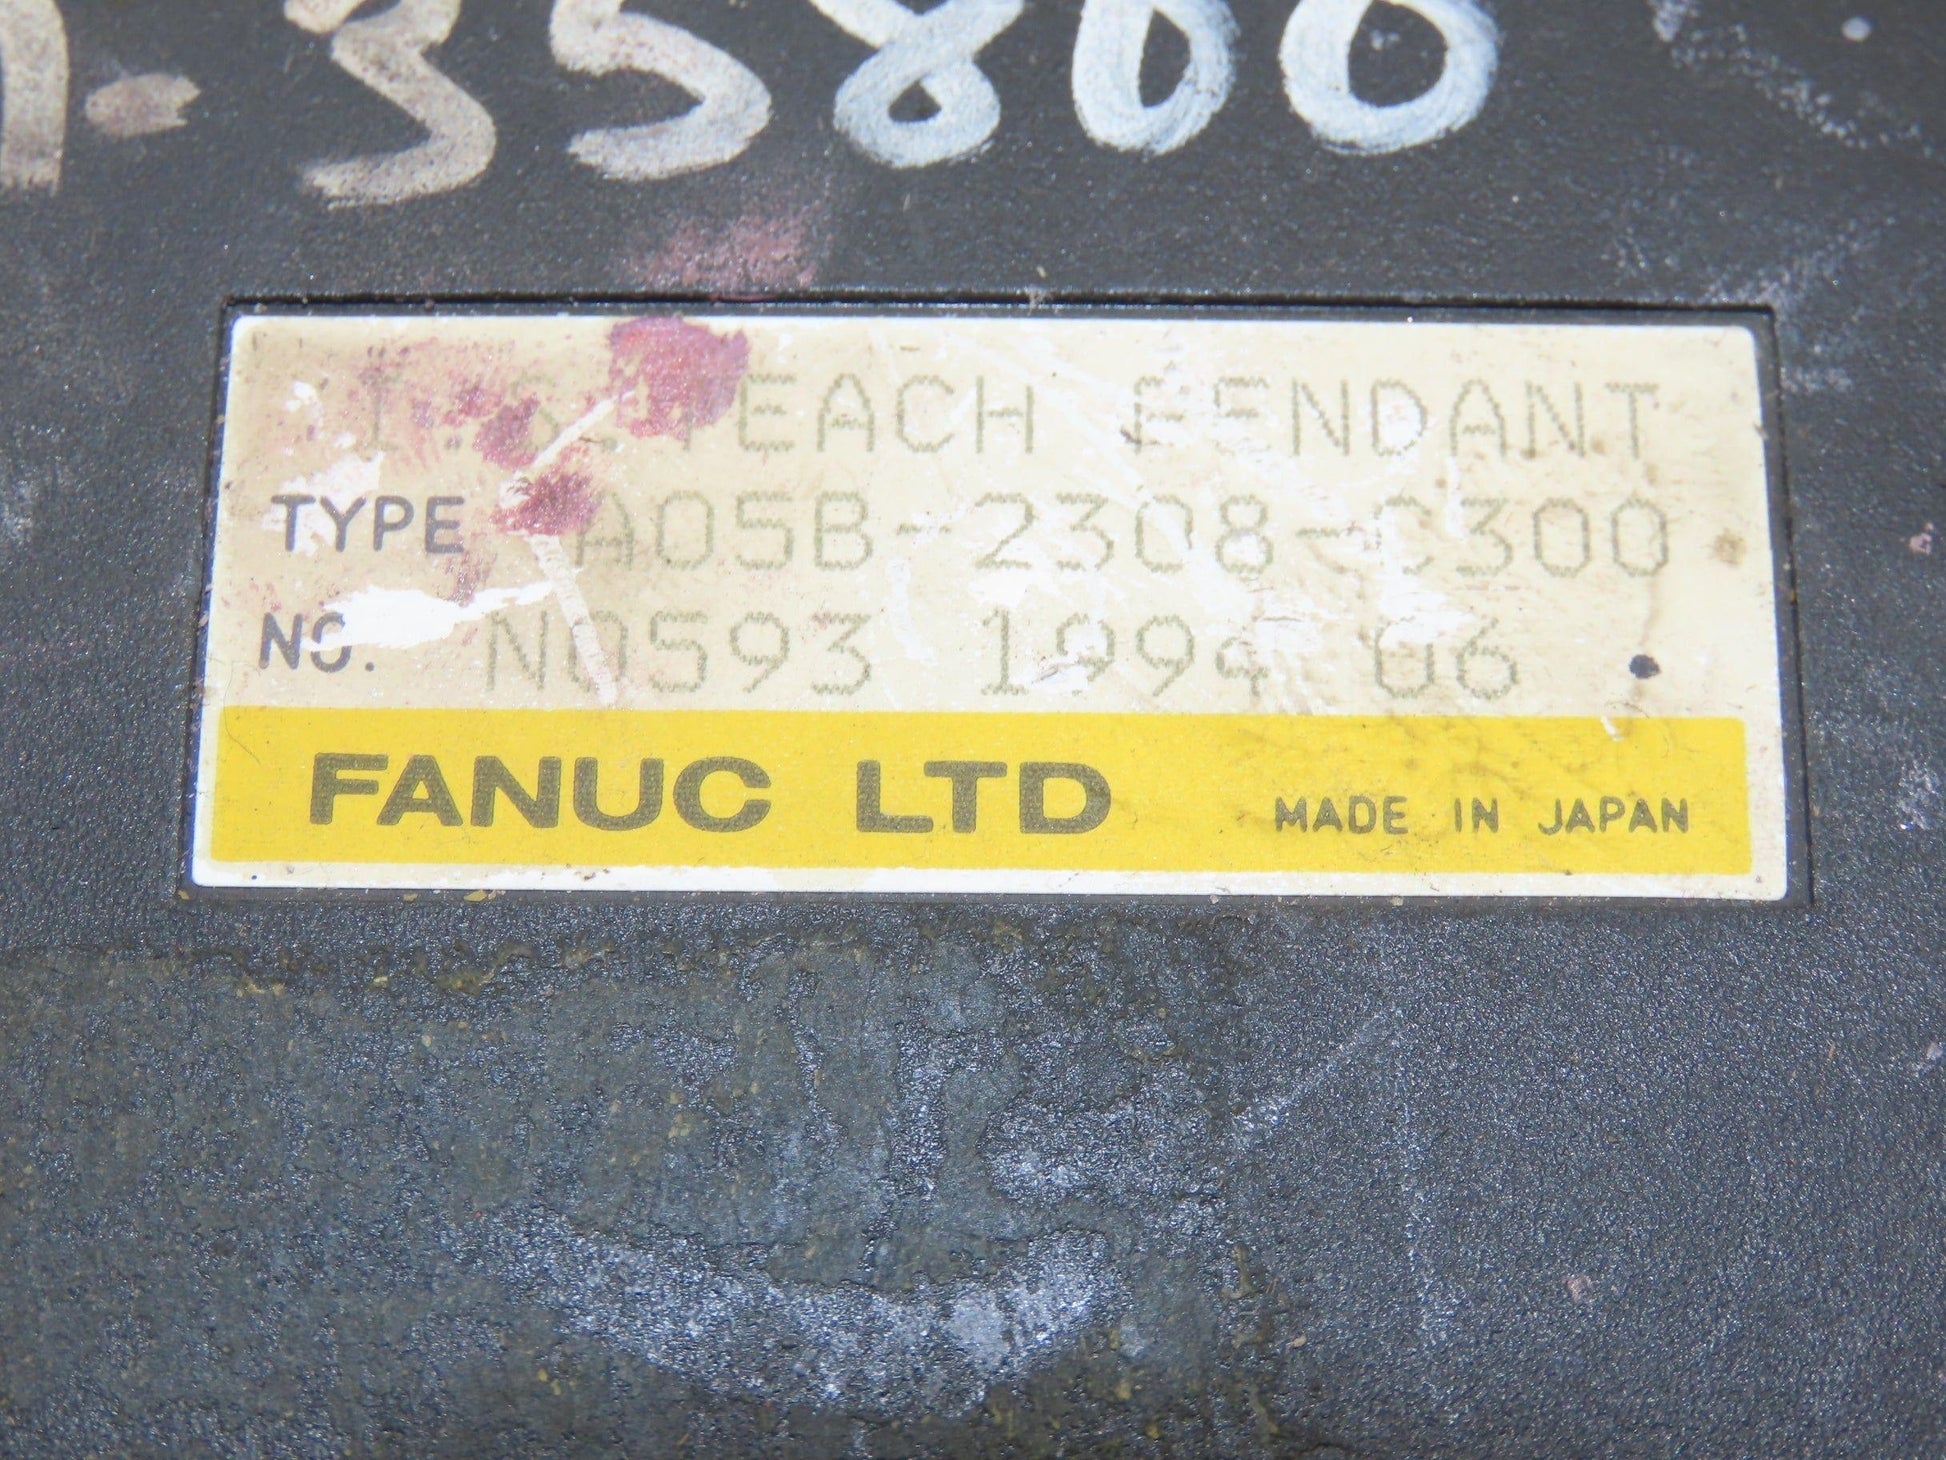 -35800
I.S.TEACH PENDANT
TYPE A05B-2308-C300
NO. N0593 1994 06
FANUC LTD MADE IN JAPAN